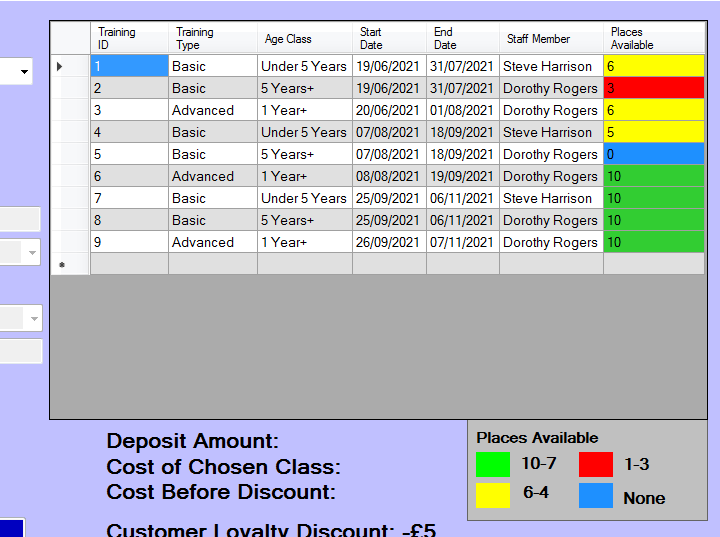 Training ID Training Type Age Class Start Date End Date Staff Member Places Available
1 Basic Under 5 Years 19/06/2021 31/07/2021 Steve Harrison 6
2 Basic 5 Years+ 19/06/2021 31/07/2021 Dorothy Rogers 3
3 Advanced 1 Year+ 20/06/2021 01/08/2021 Dorothy Rogers 6
4 Basic Under 5 Years 07/08/2021 18/09/2021 Steve Harrison 5
5 Basic 5 Years+ 07/08/2021 18/09/2021 Dorothy Rogers 0
6 Advanced 1 Year+ 08/08/2021 19/09/2021 Dorothy Rogers 10
7 Basic Under 5 Years 25/09/2021 06/11/2021 Steve Harrison 10
8 Basic 5 Years+ 25/09/2021 06/11/2021 Dorothy Rogers 10
9 Advanced 1 Year+ 26/09/2021 07/11/2021 Dorothy Rogers 10
*
Deposit Amount:
Cost of Chosen Class:
Cost Before Discount:
Customer Loyalty Discount: -£5
Places Available
10-7 1-3
6-4 None